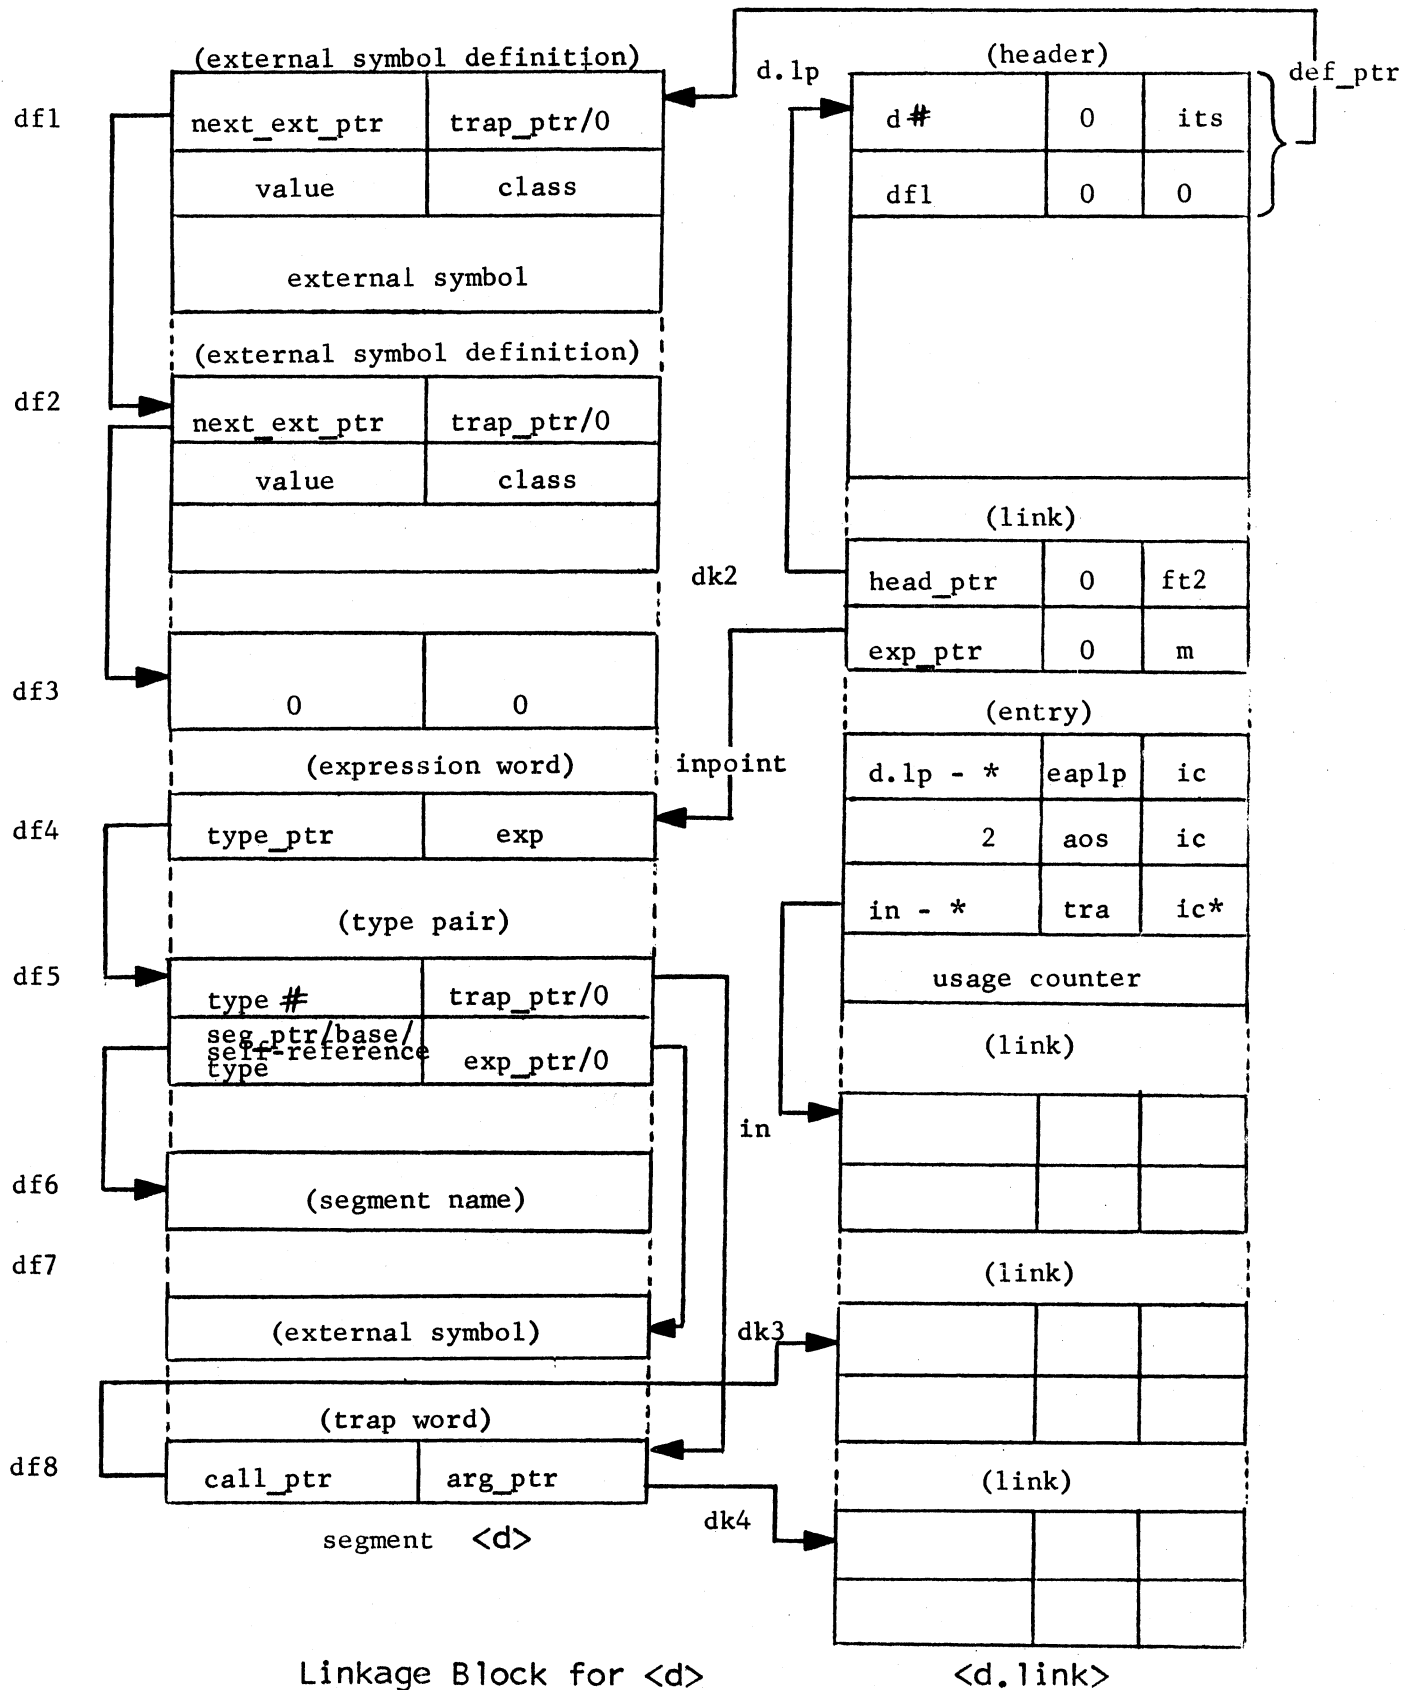 (external symbol definition)
df1
next_ext_ptr trap_ptr/0
value class
external symbol
(external symbol definition)
df2
next_ext_ptr trap_ptr/0
value class
df3
0 0
(expression word)
df4
type_ptr exp
(type pair)
df5
type # trap_ptr/0
seg_ptr/base/
self-reference
type
exp_ptr/0
df6
(segment name)
df7
(external symbol)
(trap word)
df8
call_ptr arg_ptr
segment <d>
d.lp
(header)
def_ptr
d# 0 its
df1 0 0
(link)
dk2
head_ptr 0 ft2
exp_ptr 0 m
(entry)
inpoint
d.lp - * eaplp ic
2 aos ic
in - * tra ic*
usage counter
(link)
in
(link)
dk3
(link)
dk4
Linkage Block for <d>
<d.link>